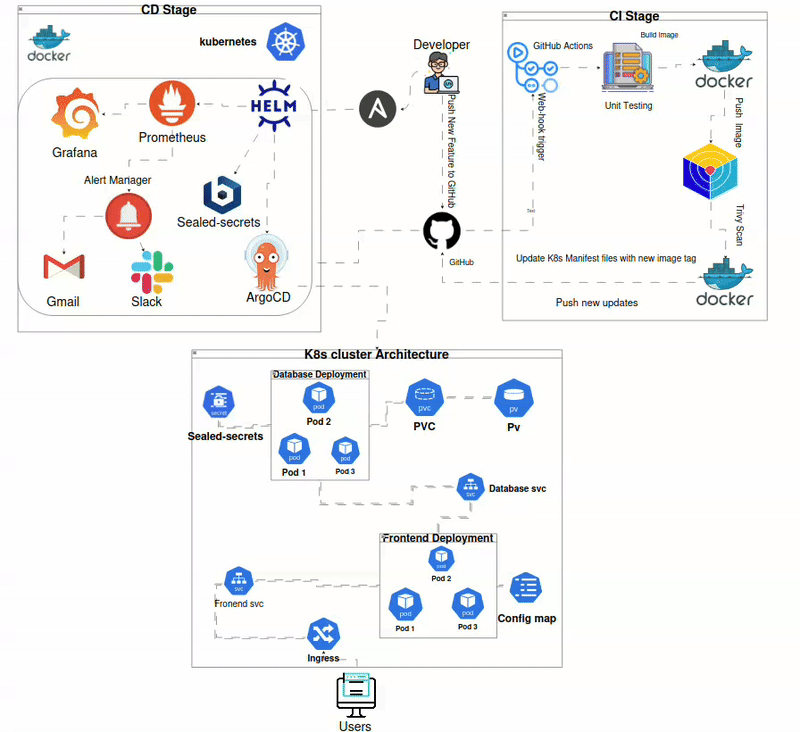 CD Stage
docker
kubernetes
Grafana
Prometheus
HELM
Alert Manager
Sealed-secrets
Gmail
Slack
ArgoCD
A
Developer
Push New Feature to GitHub
GitHub
CI Stage
GitHub Actions
Build Image
Unit Testing
docker
Web-hook trigger
Push Image
Trivy Scan
Test
Update K8s Manifest files with new image tag
docker
Push new updates
K8s cluster Architecture
Database Deployment
secret
Sealed-secrets
pod
Pod 2
pod
Pod 1
pod
Pod 3
pvc
PVC
pv
Pv
svc
Database svc
Frontend Deployment
pod
Pod 2
pod
Pod 1
pod
Pod 3
svc
Fronend svc
Config map
Ingress
Users